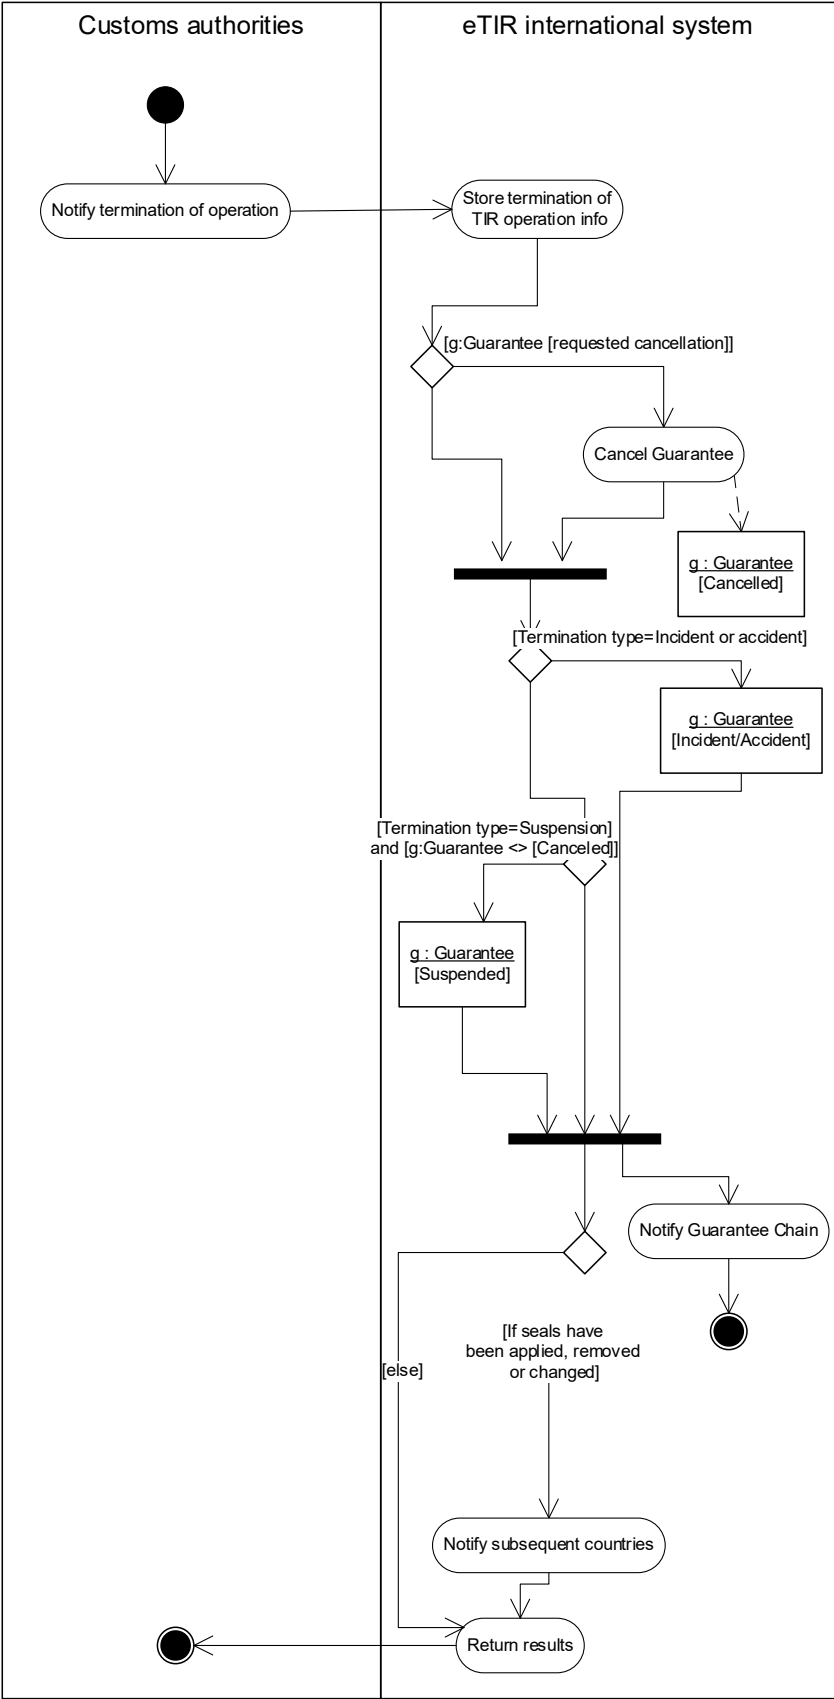 Customs authorities
eTIR international system
Notify termination of operation
Store termination of
TIR operation info
[g:Guarantee [requested cancellation]]
Cancel Guarantee
g : Guarantee
[Cancelled]
[Termination type=Incident or accident]
g : Guarantee
[Incident/Accident]
[Termination type=Suspension]
and [g:Guarantee <> [Canceled]]
g : Guarantee
[Suspended]
Notify Guarantee Chain
[If seals have
been applied, removed
or changed]
[else]
Notify subsequent countries
Return results